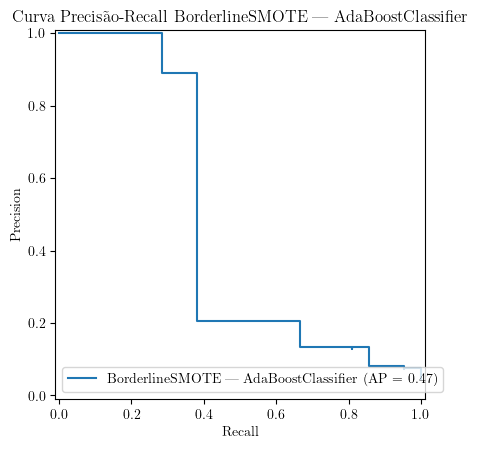 Curva Precisão-Recall BorderlineSMOTE — AdaBoostClassifier
1.0
0.8
0.6
0.4
0.2
0.0
Precision
BorderlineSMOTE — AdaBoostClassifier (AP = 0.47)
0.0 0.2 0.4 0.6 0.8 1.0
Recall